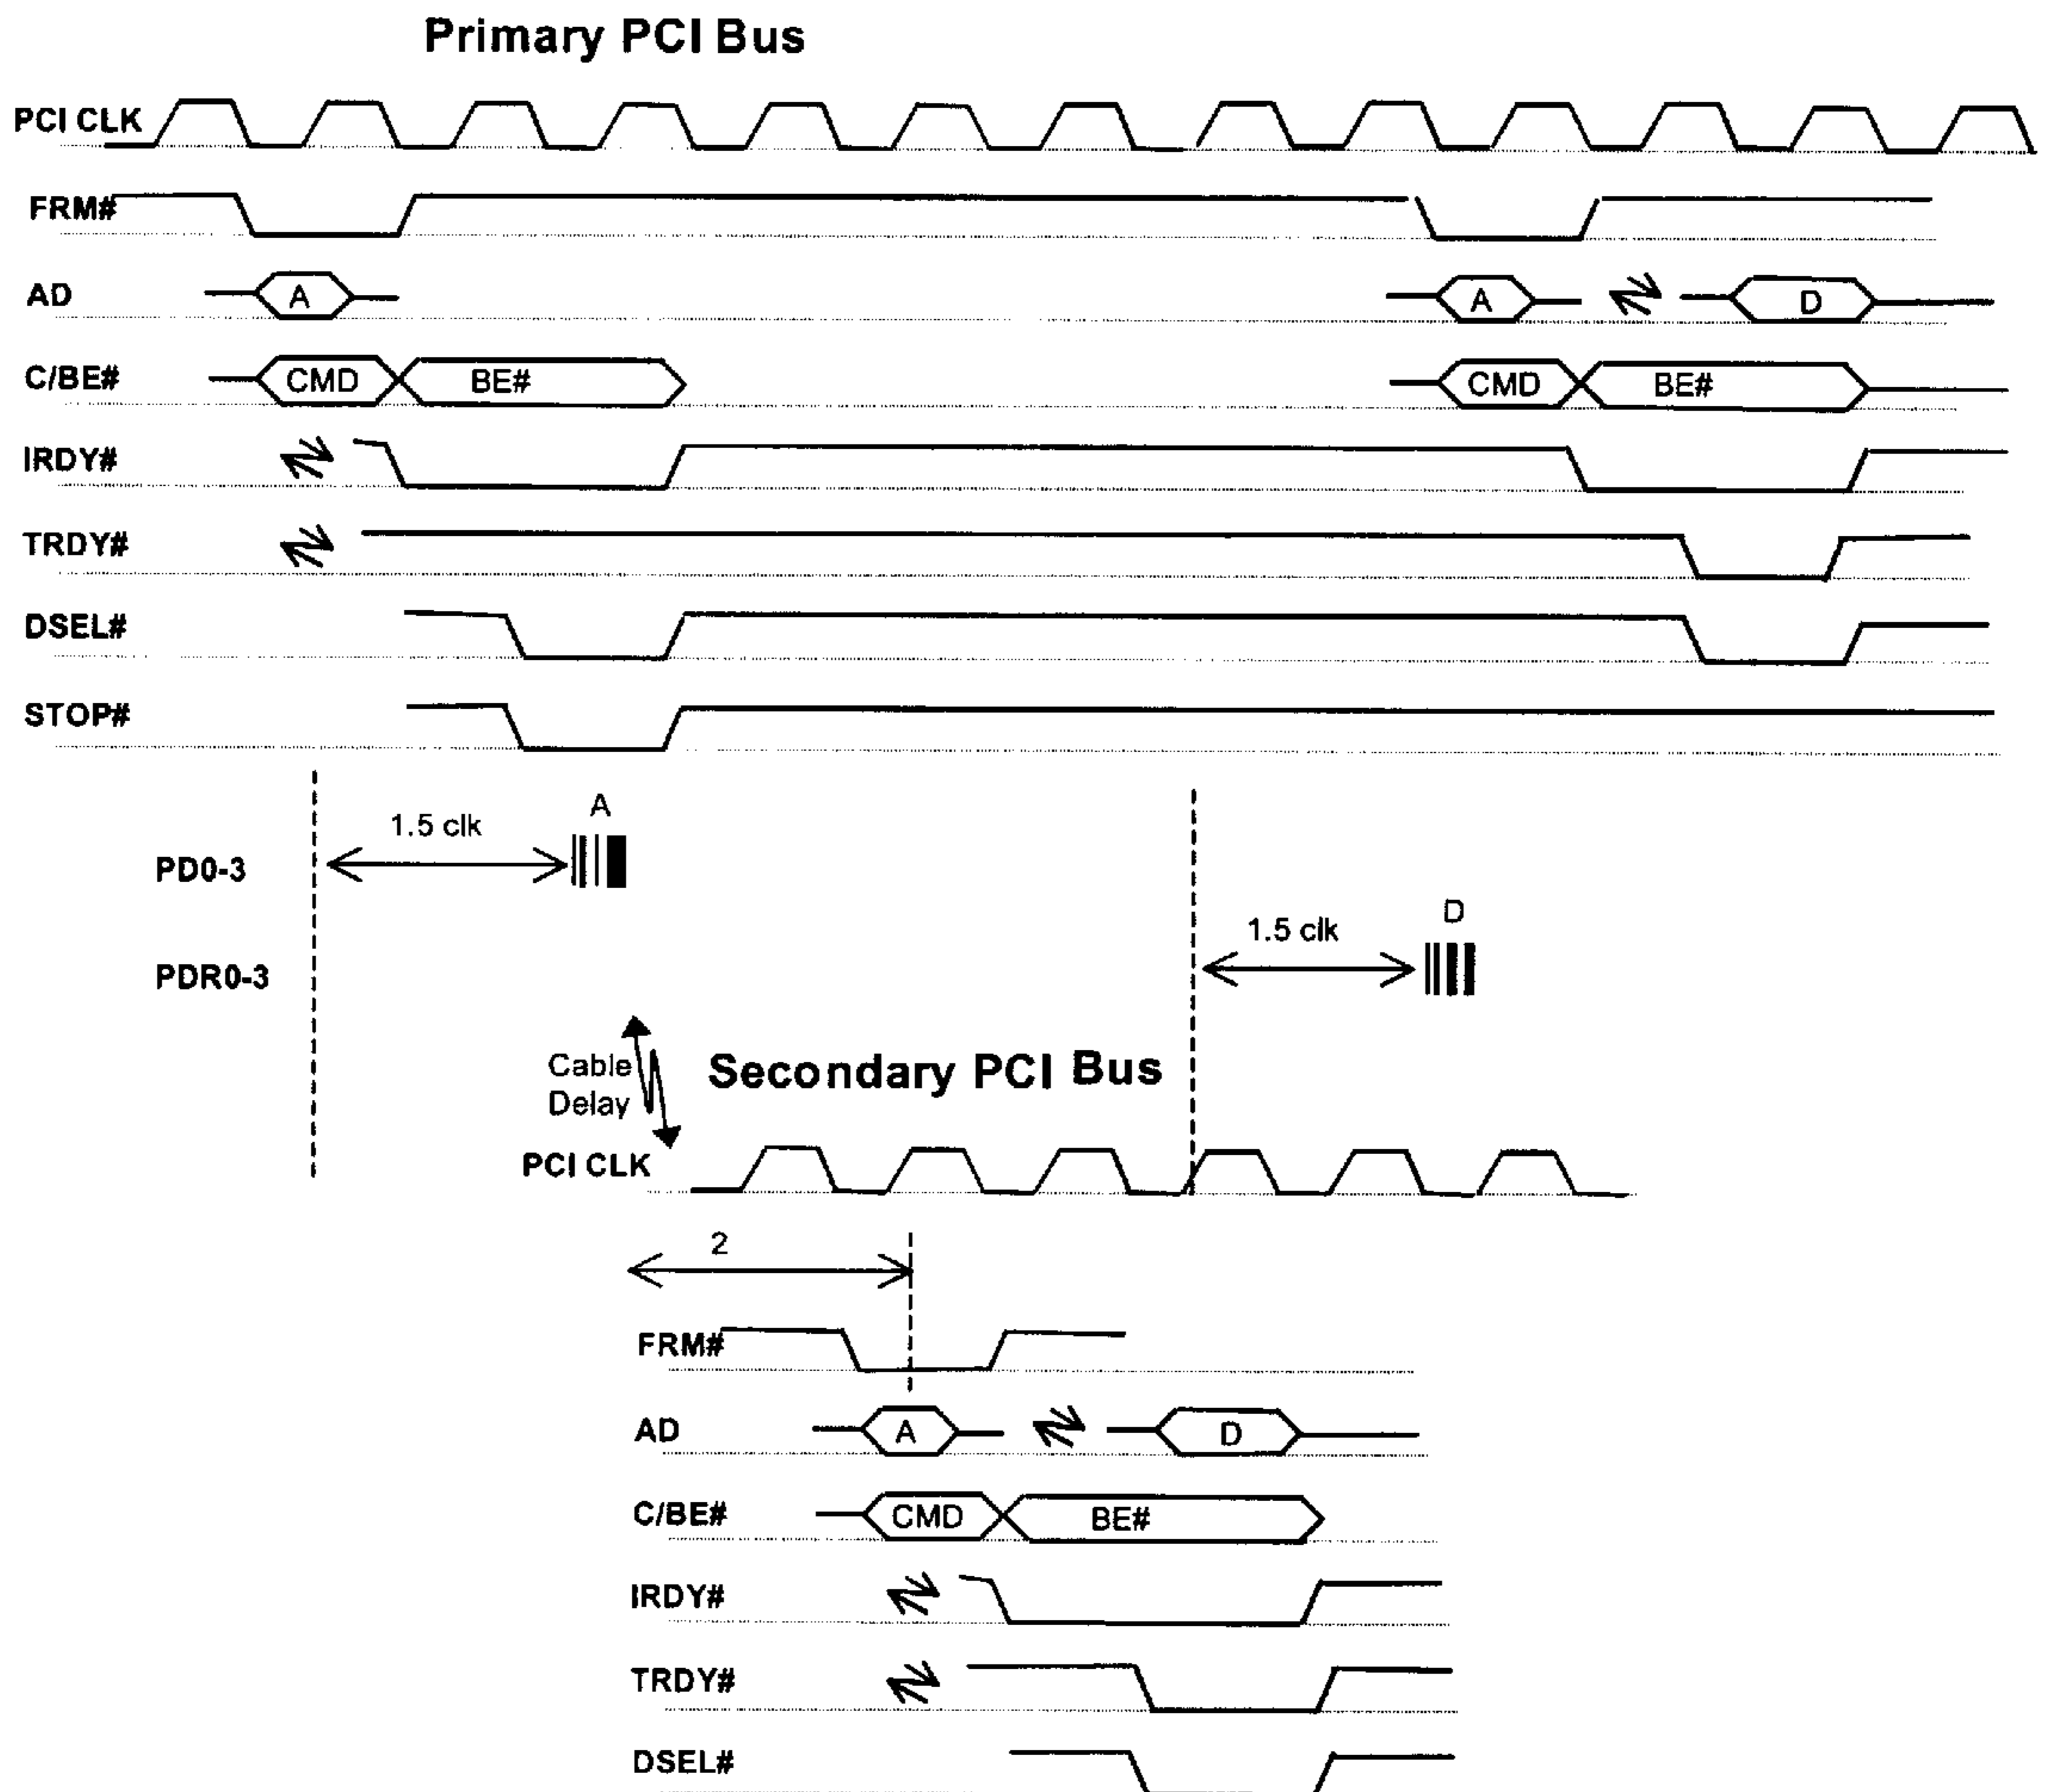 Primary PCI Bus
PCI CLK
FRM#
AD A A D
C/BE# CMD BE# CMD BE#
IRDY#
TRDY#
DSEL#
STOP#
A
1.5 clk
PD0-3
D
1.5 clk
PDR0-3
Cable
Delay
Secondary PCI Bus
PCI CLK
2
FRM#
AD A D
C/BE# CMD BE#
IRDY#
TRDY#
DSEL#